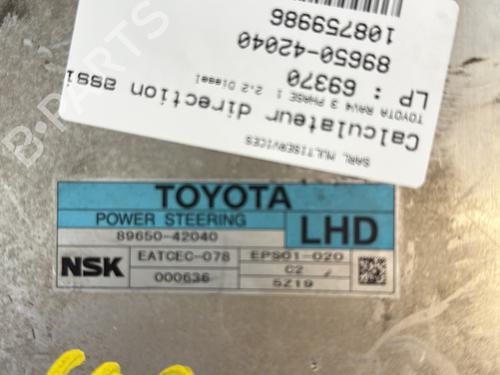 SARL MULTISERVICES
Calculateur direction assi
TOYOTA RAV4 3 PHASE 1 2.2 Diesel
LP : 69370
89650-42040
108759986
TOYOTA
POWER STEERING
89650-42040
LHD
NSK
EATCEC-078
EPS01-020
000636
C2
5Z19
B-PARTS